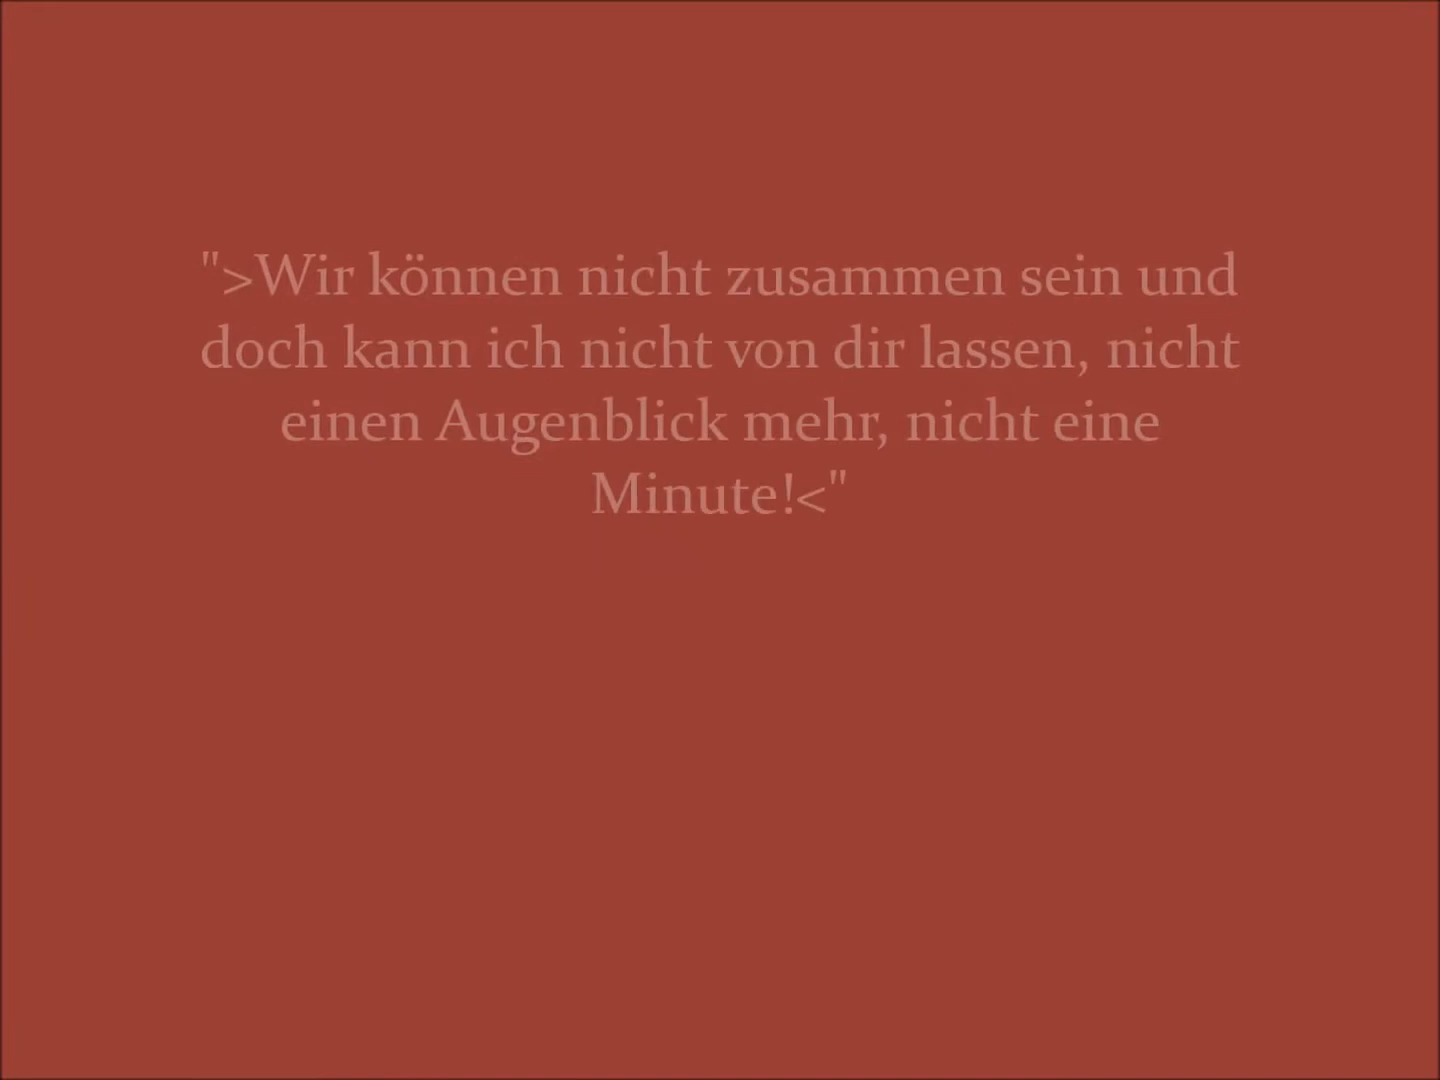 ">Wir können nicht zusammen sein und
doch kann ich nicht von dir lassen, nicht
einen Augenblick mehr, nicht eine
Minute!<"